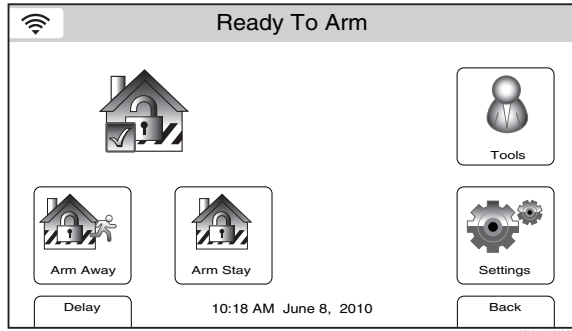 Ready To Arm
Tools
Arm Away
Arm Stay
Settings
Delay
10:18 AM June 8, 2010
Back